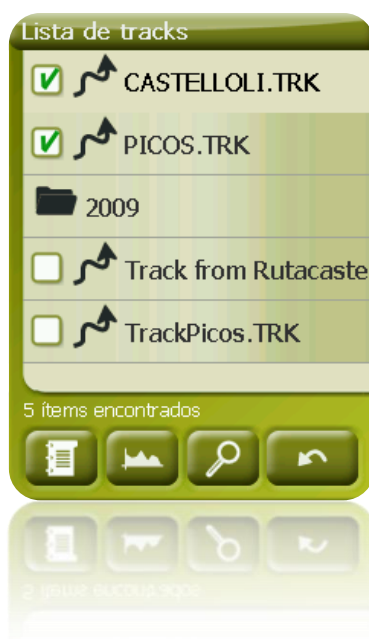 Lista de tracks
CASTELLOLI.TRK
PICOS.TRK
2009
Track from Rutacaste
TrackPicos.TRK
5 ítems encontrados